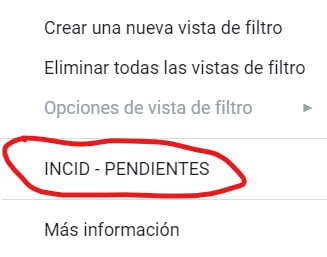 Crear una nueva vista de filtro
Eliminar todas las vistas de filtro
Opciones de vista de filtro
INCID - PENDIENTES
Más información